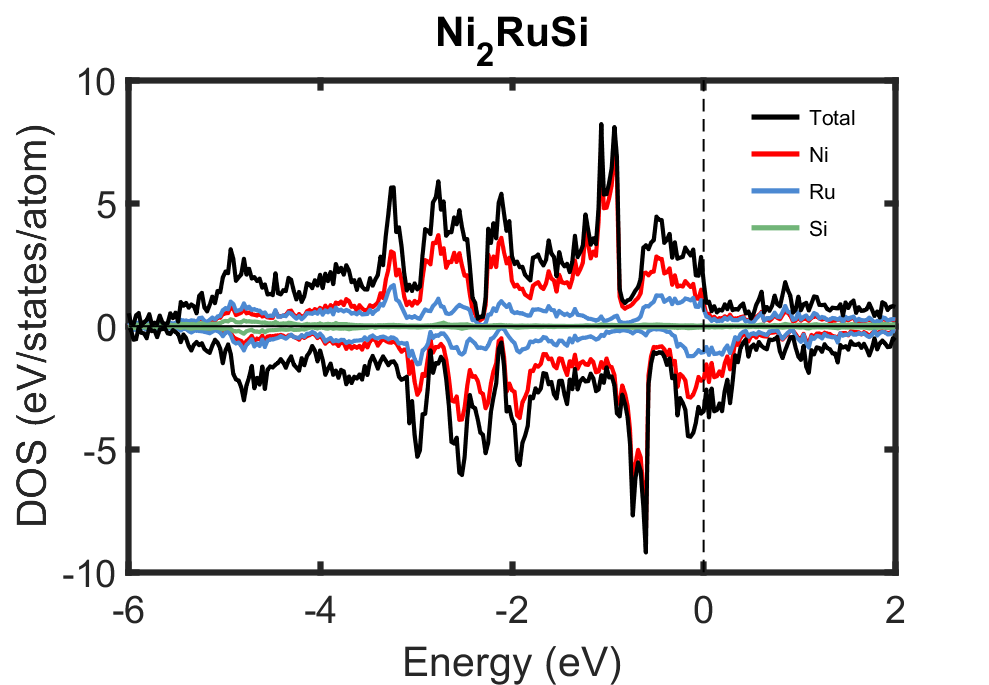 Ni2RuSi
DOS (eV/states/atom)
10
5
0
-5
-10
Total
Ni
Ru
Si
-6 -4 -2 0 2
Energy (eV)